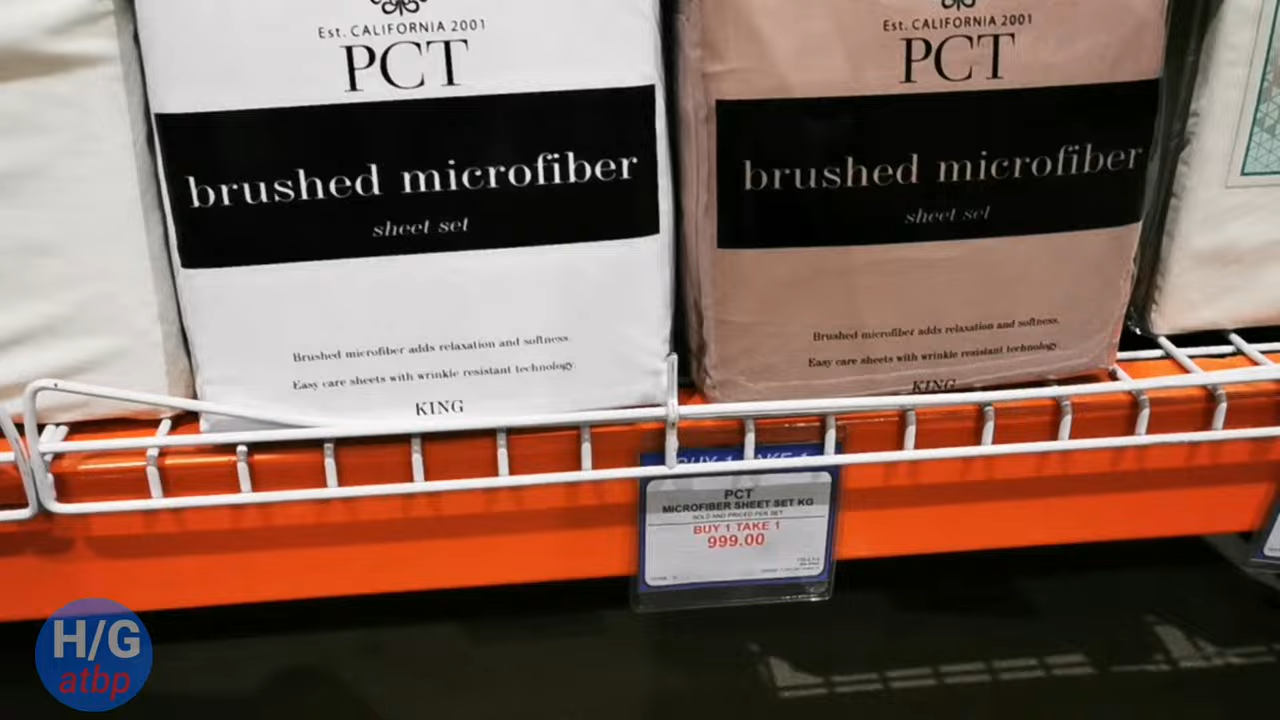 Est. CALIFORNIA 2001
PCT
brushed microfiber
sheet set
Brushed microfiber adds relaxation and softness.
Easy care sheets with wrinkle resistant technology.
KING
Est. CALIFORNIA 2001
PCT
brushed microfiber
sheet set
Brushed microfiber adds relaxation and softness.
Easy care sheets with wrinkle resistant technology.
KING
PCT
MICROFIBER SHEET SET KG
SOLD AND PRICED PER SET
BUY 1 TAKE 1
999.00
H/G
atbp